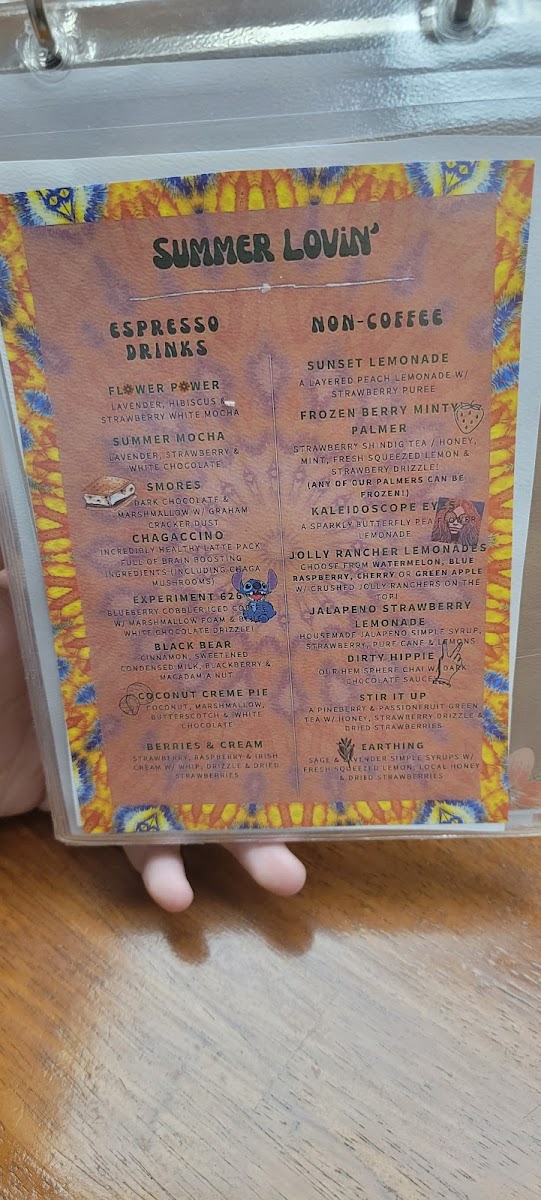 SUMMER LOVIN'
ESPRESSO
DRINKS
FLOWER POWER
LAVENDER, HIBISCUS &
STRAWBERRY WHITE MOCHA
SUMMER MOCHA
LAVENDER, STRAWBERRY &
WHITE CHOCOLATE
SMORES
DARK CHOCOLATE &
MARSHMALLOW W/ GRAHAM
CRACKER DUST
CHAGACCINO
INCREDIBLY HEALTHY LATTE PACK
FULL OF BRAIN BOOSTING
INGREDIENTS (INCLUDING CHAGA
MUSHROOMS)
EXPERIMENT 626
BLUEBERRY COBBLER ICED COFFEE
W/ MARSHMALLOW FOAM & BLUE
WHITE CHOCOLATE DRIZZLE!
BLACK BEAR
CINNAMON, SWEETENED
CONDENSED MILK, BLACKBERRY &
MACADAMIA NUT
COCONUT CREME PIE
COCONUT, MARSHMALLOW,
BUTTERSCOTCH & WHITE
CHOCOLATE
BERRIES & CREAM
STRAWBERRY, RASPBERRY & IRISH
CREAM W/ WHIP, DRIZZLE & DRIED
STRAWBERRIES
NON-COFFEE
SUNSET LEMONADE
A LAYERED PEACH LEMONADE W/
STRAWBERRY PUREE
FROZEN BERRY MINTY
PALMER
STRAWBERRY SHINDIG TEA / HONEY,
MINT, FRESH SQUEEZED LEMON &
STRAWBERY DRIZZLE!
(ANY OF OUR PALMERS CAN BE
FROZEN!)
KALEIDOSCOPE EYES
A SPARKLY BUTTERFLY PEA FLOWER
LEMONADE
JOLLY RANCHER LEMONADES
CHOOSE FROM WATERMELON, BLUE
RASPBERRY, CHERRY OR GREEN APPLE
W/ CRUSHED JOLLY RANCHERS ON THE
TOP!
JALAPENO STRAWBERRY
LEMONADE
HOUSEMADE JALAPENO SIMPLE SYRUP,
STRAWBERRY, PURE CANE & LEMONS
DIRTY HIPPIE
OUR HEMISPHERE CHAI W/ DARK
CHOCOLATE SAUCE
STIR IT UP
A PINEBERRY & PASSIONFRUIT GREEN
TEA W/ HONEY, STRAWBERRY DRIZZLE &
DRIED STRAWBERRIES
EARTHING
SAGE & LAVENDER SIMPLE SYRUPS W/
FRESH SQUEEZED LEMON, LOCAL HONEY
& DRIED STRAWBERRIES